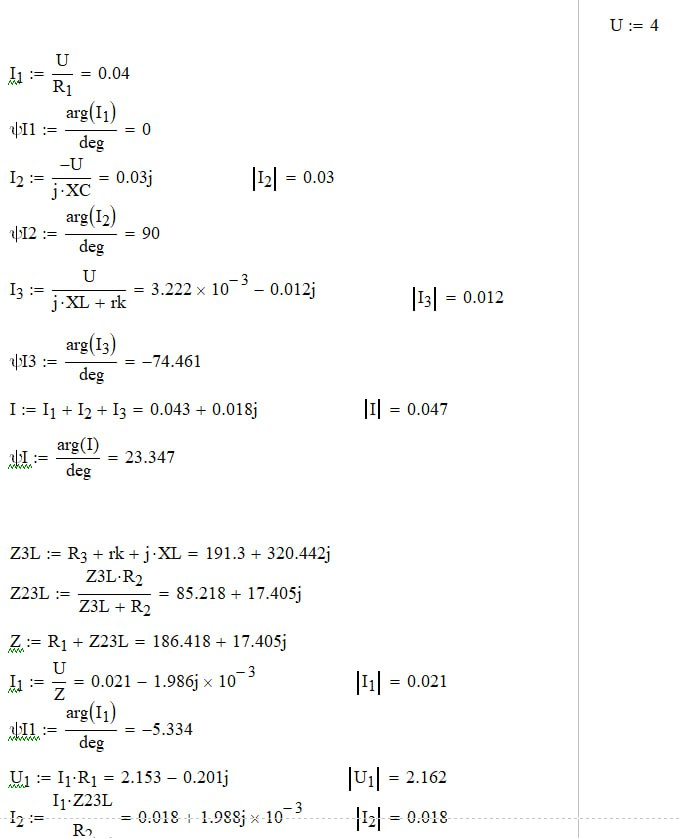 U := 4
I₁ := U/R₁ = 0.04
ψI1 := arg(I₁)/deg = 0
I₂ := −U/(j·XC) = 0.03j |I₂| = 0.03
ψI2 := arg(I₂)/deg = 90
I₃ := U/(j·XL + rk) = 3.222 × 10⁻³ − 0.012j |I₃| = 0.012
ψI3 := arg(I₃)/deg = −74.461
I := I₁ + I₂ + I₃ = 0.043 + 0.018j |I| = 0.047
ψI := arg(I)/deg = 23.347
Z3L := R₃ + rk + j·XL = 191.3 + 320.442j
Z23L := Z3L·R₂/(Z3L + R₂) = 85.218 + 17.405j
Z := R₁ + Z23L = 186.418 + 17.405j
I₁ := U/Z = 0.021 − 1.986j × 10⁻³ |I₁| = 0.021
ψI1 := arg(I₁)/deg = −5.334
U₁ := I₁·R₁ = 2.153 − 0.201j |U₁| = 2.162
I₂ := I₁·Z23L/R₂ = 0.018 + 1.988j × 10⁻³ |I₂| = 0.018